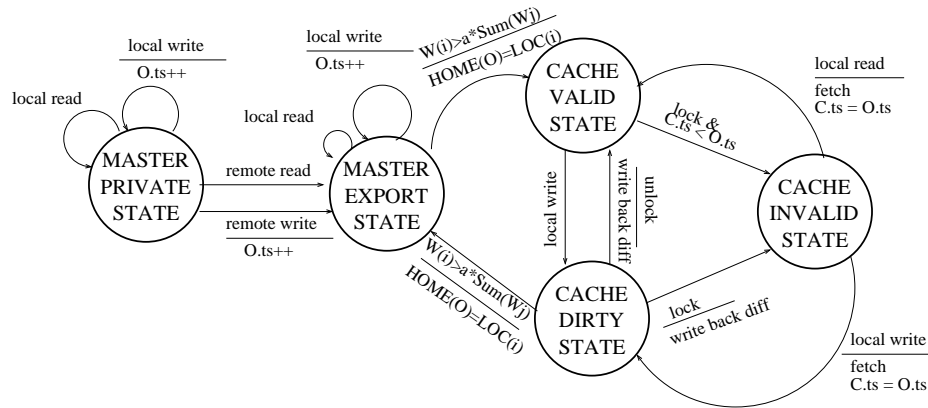 local write
O.ts++
local read
MASTER
PRIVATE
STATE
remote read
remote write
O.ts++
local write
O.ts++
local read
MASTER
EXPORT
STATE
W(i)>a*Sum(Wj)
HOME(O)=LOC(i)
CACHE
VALID
STATE
lock &
C.ts < O.ts
local read
fetch
C.ts = O.ts
CACHE
INVALID
STATE
local write
write back diff
unlock
W(i)>a*Sum(Wj)
HOME(O)=LOC(i)
CACHE
DIRTY
STATE
lock
write back diff
local write
fetch
C.ts = O.ts